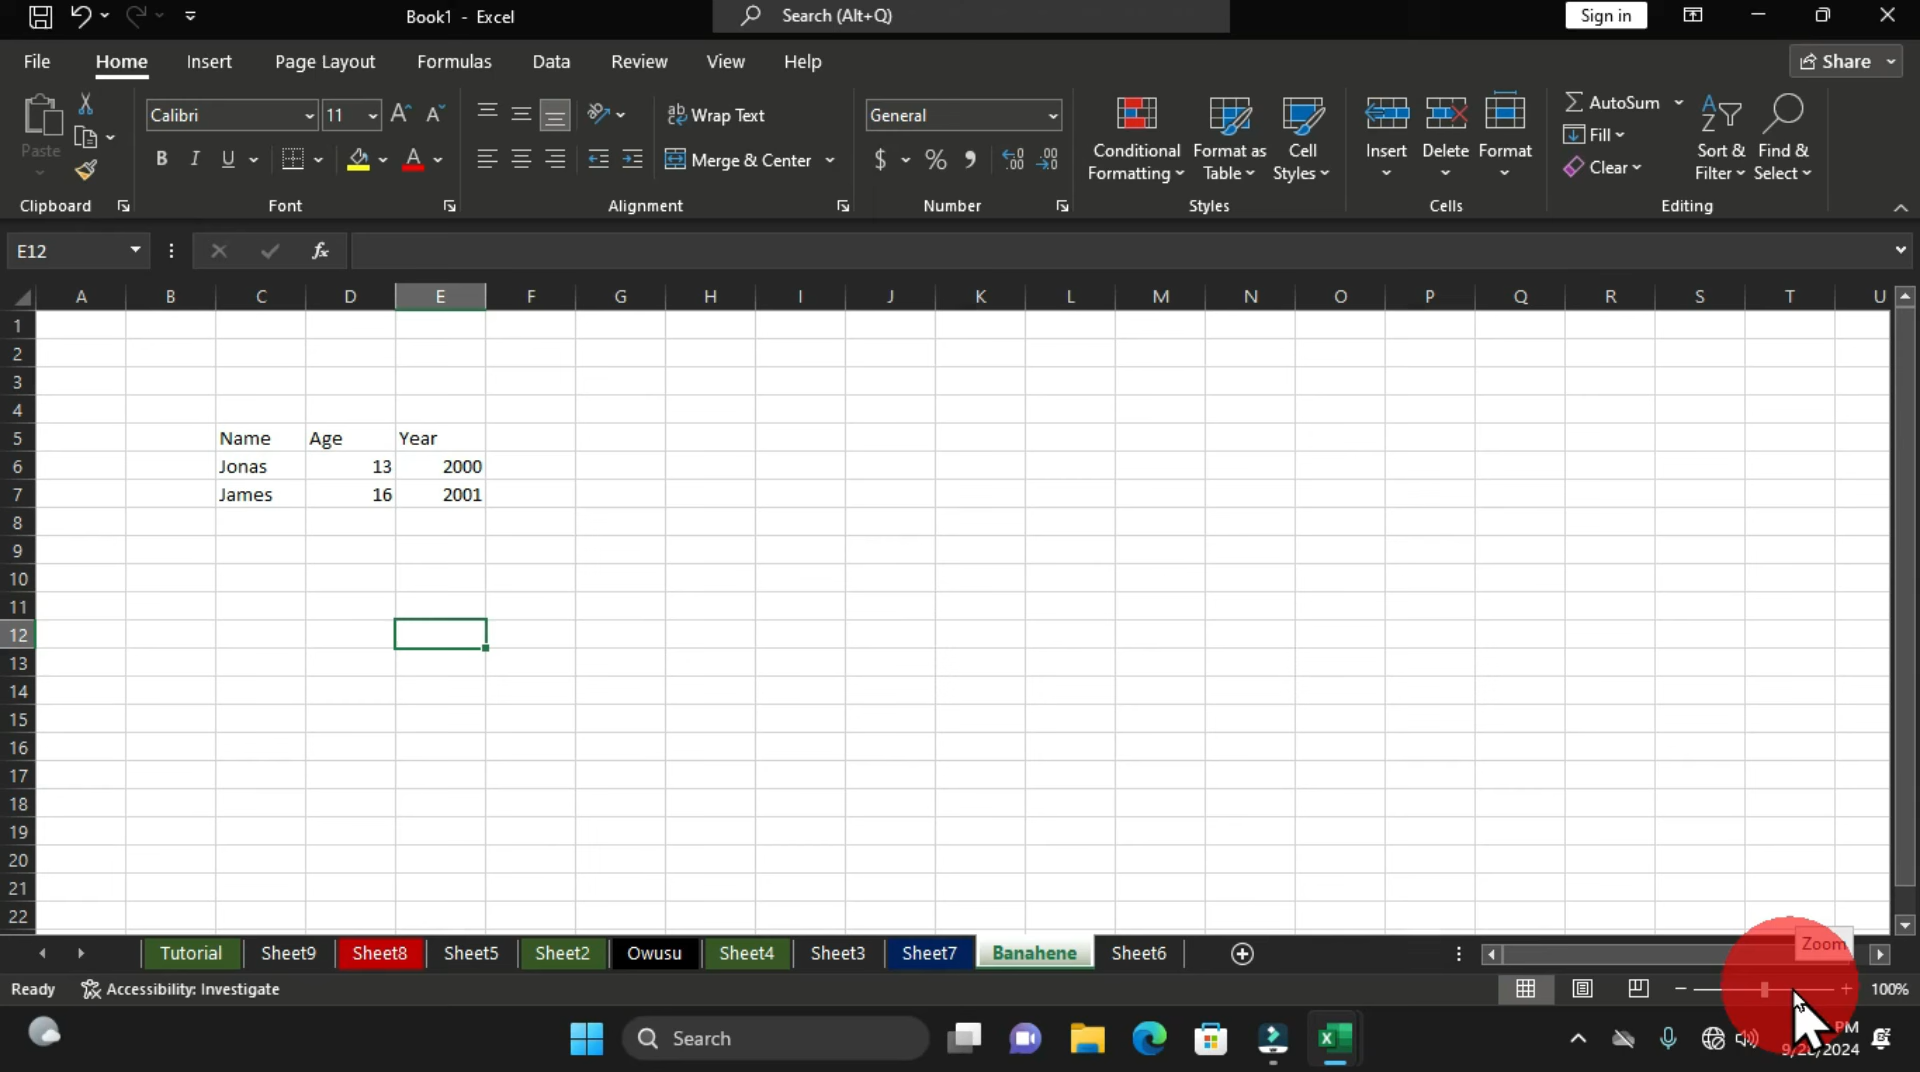 Book1 - Excel
Search (Alt+Q)
Sign in
File Home Insert Page Layout Formulas Data Review View Help
Share
Paste
Calibri 11
B I U
Wrap Text
Merge & Center
General
$ % ,
Conditional Formatting
Format as Table
Cell Styles
Insert Delete Format
AutoSum
Fill
Clear
Sort & Filter
Find & Select
Clipboard Font Alignment Number Styles Cells Editing
E12 fx
A B C D E F G H I J K L M N O P Q R S T U
1
2
3
4
5 Name Age Year
6 Jonas 13 2000
7 James 16 2001
8
9
10
11
12
13
14
15
16
17
18
19
20
21
22
Tutorial Sheet9 Sheet8 Sheet5 Sheet2 Owusu Sheet4 Sheet3 Sheet7 Banahene Sheet6
Zoom
Ready Accessibility: Investigate 100%
Search
PM